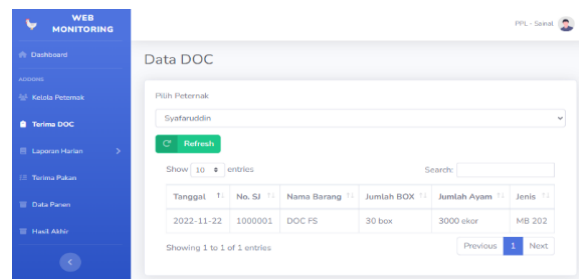 WEB
MONITORING
PPL - Sainal
Dashboard
ADDONS
Kelola Peternak
Terima DOC
Laporan Harian
Terima Pakan
Data Panen
Hasil Akhir
Data DOC
Pilih Peternak
Syafaruddin
Refresh
Show 10 entries
Search:
Tanggal No. SJ Nama Barang Jumlah BOX Jumlah Ayam Jenis
2022-11-22 1000001 DOC FS 30 box 3000 ekor MB 202
Showing 1 to 1 of 1 entries
Previous 1 Next